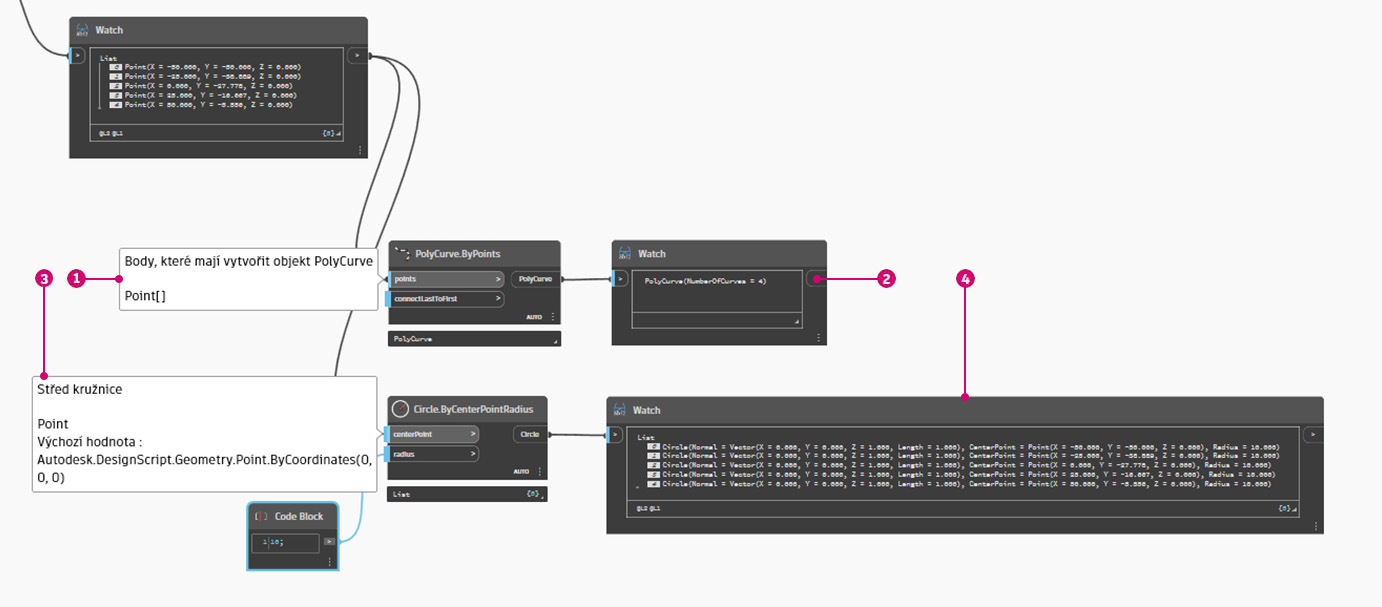 Watch
>
>
List
0 Point(X = -50.000, Y = -50.000, Z = 0.000)
1 Point(X = -25.000, Y = -38.889, Z = 0.000)
2 Point(X = 0.000, Y = -27.778, Z = 0.000)
3 Point(X = 25.000, Y = -16.667, Z = 0.000)
4 Point(X = 50.000, Y = -5.556, Z = 0.000)
@L2 @L1
{5}
3
1
Body, které mají vytvořit objekt PolyCurve
Point[]
PolyCurve.ByPoints
points >
PolyCurve
connectLastToFirst >
AUTO
PolyCurve
Watch
>
PolyCurve(NumberOfCurves = 4)
2
4
Střed kružnice
Point
Výchozí hodnota :
Autodesk.DesignScript.Geometry.Point.ByCoordinates(0,
0, 0)
Circle.ByCenterPointRadius
centerPoint >
Circle
radius >
AUTO
List
{5}
Code Block
1 10;
>
Watch
>
>
List
0 Circle(Normal = Vector(X = 0.000, Y = 0.000, Z = 1.000, Length = 1.000), CenterPoint = Point(X = -50.000, Y = -50.000, Z = 0.000), Radius = 10.000)
1 Circle(Normal = Vector(X = 0.000, Y = 0.000, Z = 1.000, Length = 1.000), CenterPoint = Point(X = -25.000, Y = -38.889, Z = 0.000), Radius = 10.000)
2 Circle(Normal = Vector(X = 0.000, Y = 0.000, Z = 1.000, Length = 1.000), CenterPoint = Point(X = 0.000, Y = -27.778, Z = 0.000), Radius = 10.000)
3 Circle(Normal = Vector(X = 0.000, Y = 0.000, Z = 1.000, Length = 1.000), CenterPoint = Point(X = 25.000, Y = -16.667, Z = 0.000), Radius = 10.000)
4 Circle(Normal = Vector(X = 0.000, Y = 0.000, Z = 1.000, Length = 1.000), CenterPoint = Point(X = 50.000, Y = -5.556, Z = 0.000), Radius = 10.000)
@L2 @L1
{5}